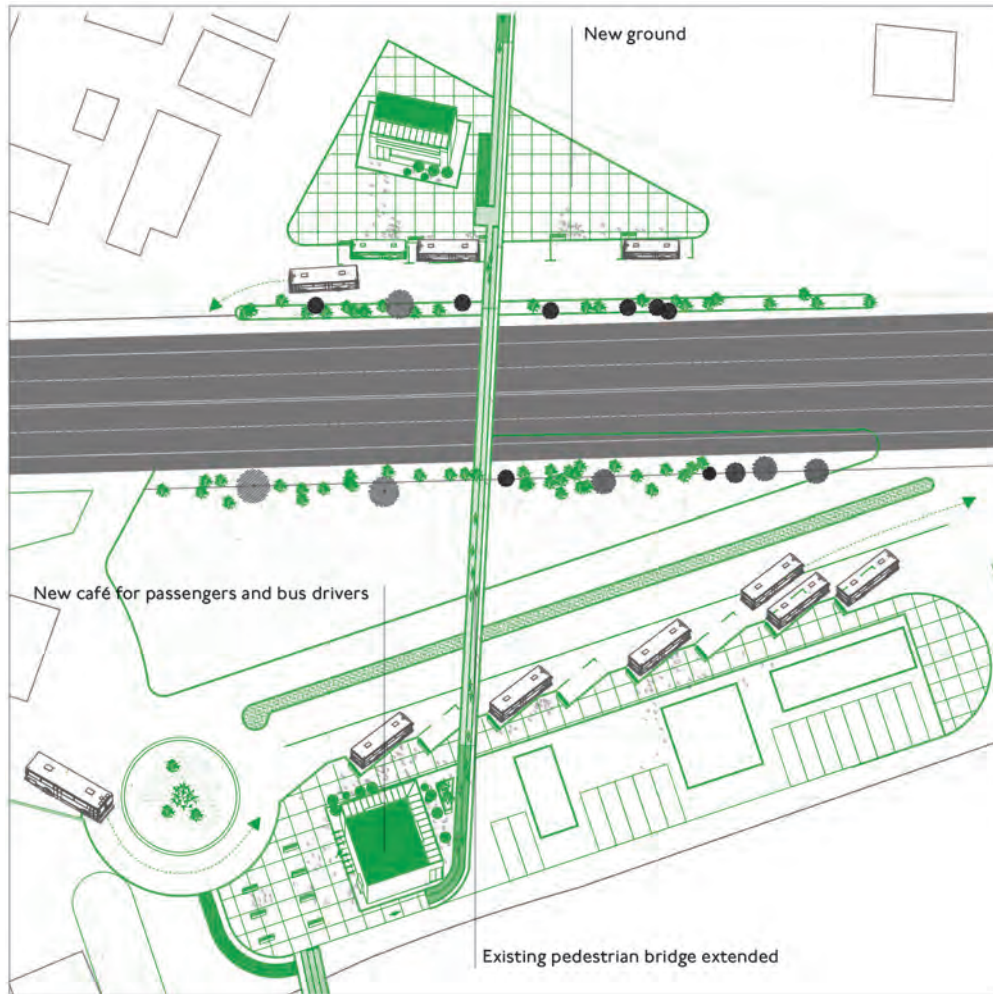 New ground
New café for passengers and bus drivers
Existing pedestrian bridge extended